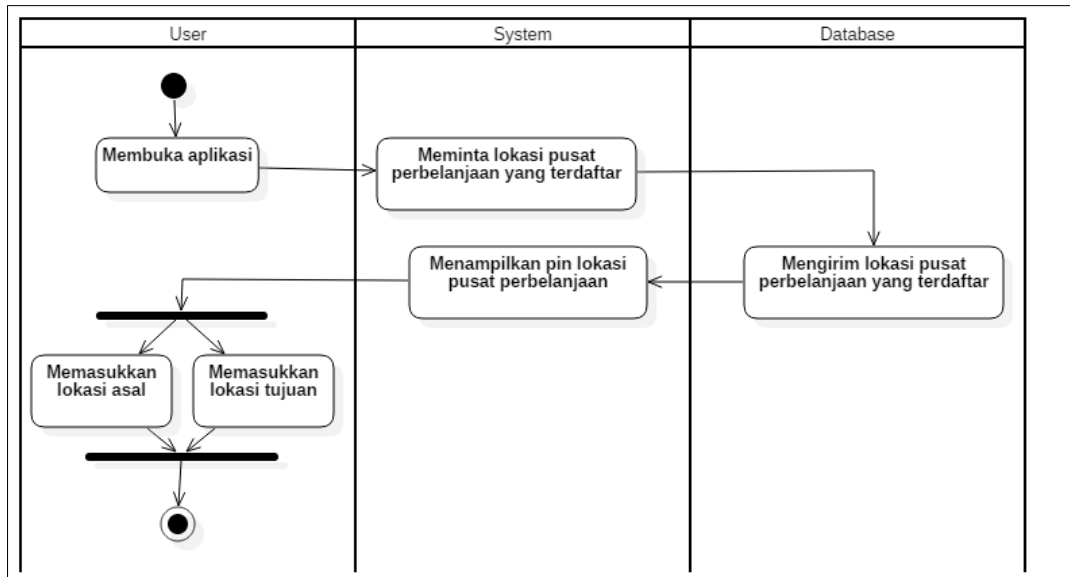 User
System
Database
Membuka aplikasi
Meminta lokasi pusat
perbelanjaan yang terdaftar
Mengirim lokasi pusat
perbelanjaan yang terdaftar
Menampilkan pin lokasi
pusat perbelanjaan
Memasukkan
lokasi asal
Memasukkan
lokasi tujuan